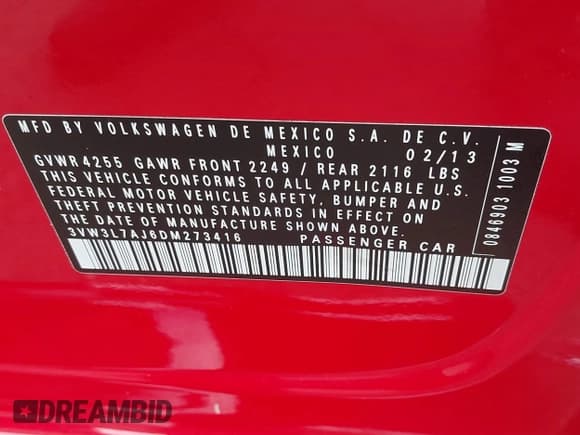 MFD BY VOLKSWAGEN DE MEXICO S.A. DE C.V.
MEXICO 02/13
GVWR 4255 GAWR FRONT 2249 / REAR 2116 LBS
THIS VEHICLE CONFORMS TO ALL APPLICABLE U.S.
FEDERAL MOTOR VEHICLE SAFETY, BUMPER AND
THEFT PREVENTION STANDARDS IN EFFECT ON
THE DATE OF MANUFACTURE SHOWN ABOVE.
3VW3L7AJ6DM273416 PASSENGER CAR
0846903 1003 M
DREAMBID